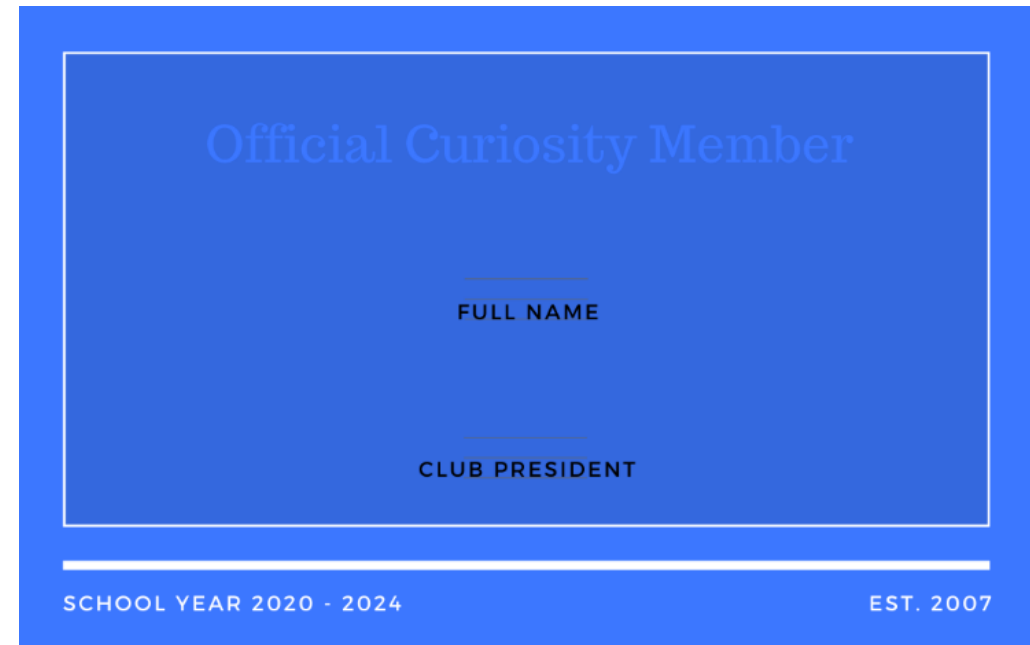 Official Curiosity Member
FULL NAME
CLUB PRESIDENT
SCHOOL YEAR 2020 - 2024
EST. 2007